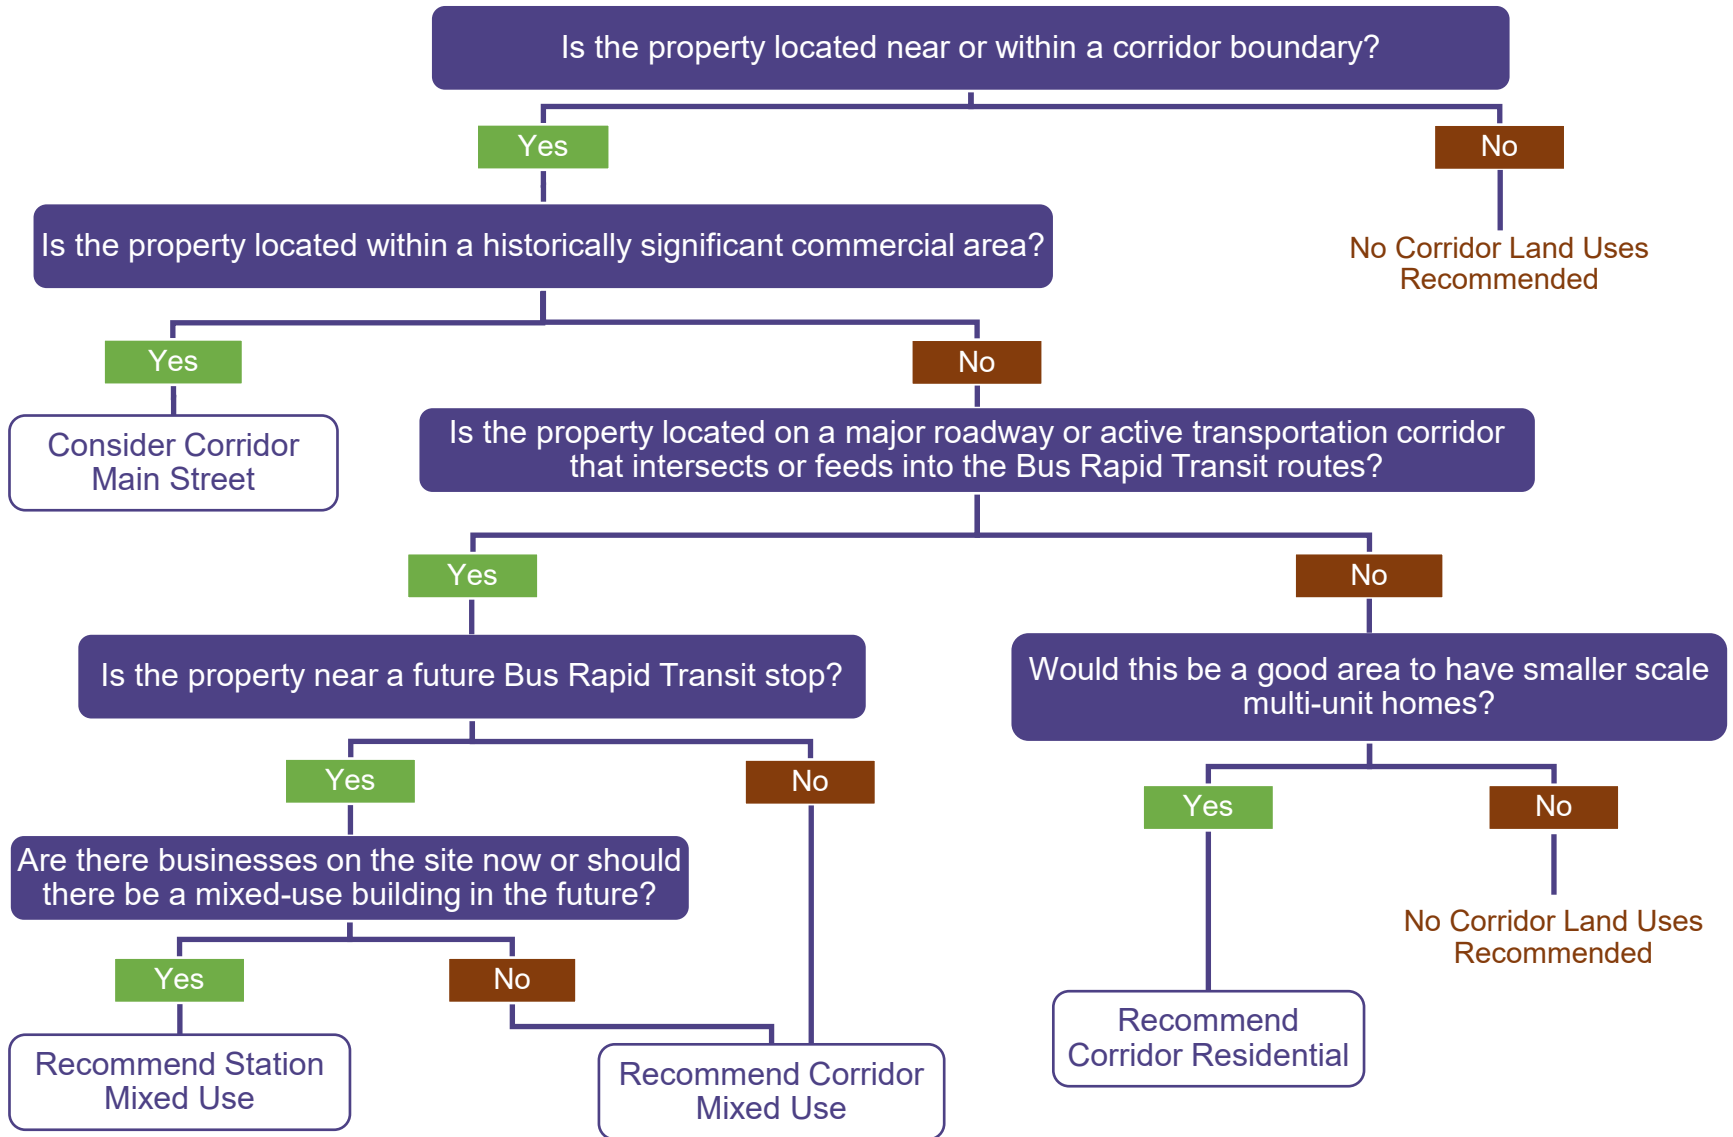 Is the property located near or within a corridor boundary?
Yes
No
Is the property located within a historically significant commercial area?
No Corridor Land Uses
Recommended
Yes
No
Consider Corridor
Main Street
Is the property located on a major roadway or active transportation corridor
that intersects or feeds into the Bus Rapid Transit routes?
Yes
No
Is the property near a future Bus Rapid Transit stop?
Would this be a good area to have smaller scale
multi-unit homes?
Yes
No
Yes
No
Are there businesses on the site now or should
there be a mixed-use building in the future?
No Corridor Land Uses
Recommended
Yes
No
Recommend Station
Mixed Use
Recommend Corridor
Mixed Use
Recommend
Corridor Residential